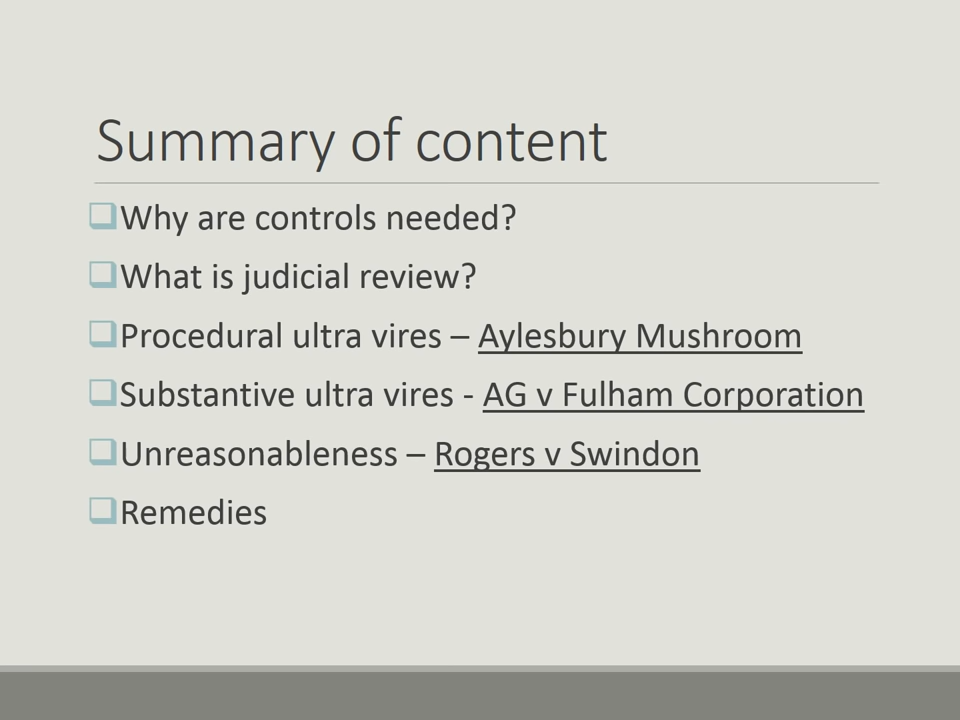 Summary of content
Why are controls needed?
What is judicial review?
Procedural ultra vires – Aylesbury Mushroom
Substantive ultra vires - AG v Fulham Corporation
Unreasonableness – Rogers v Swindon
Remedies